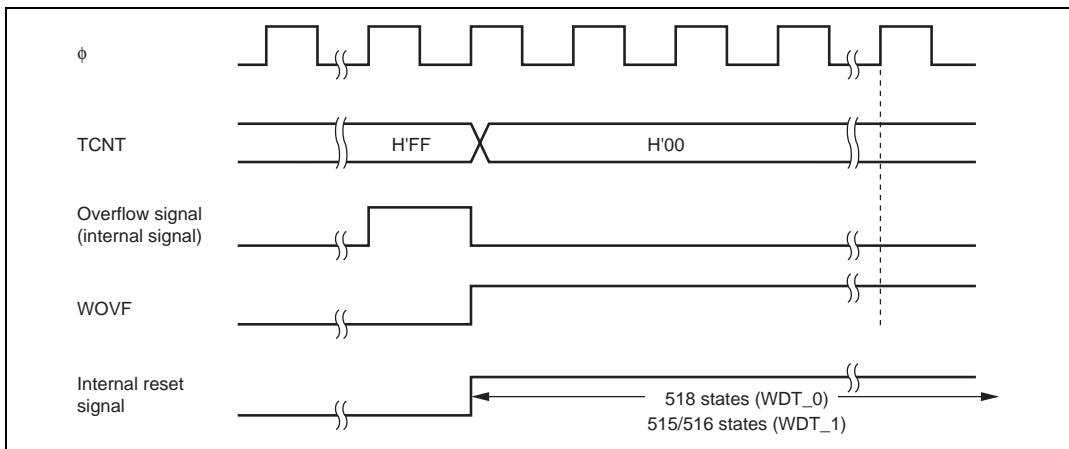 ϕ
TCNT
H'FF
H'00
Overflow signal
(internal signal)
WOVF
Internal reset
signal
518 states (WDT_0)
515/516 states (WDT_1)